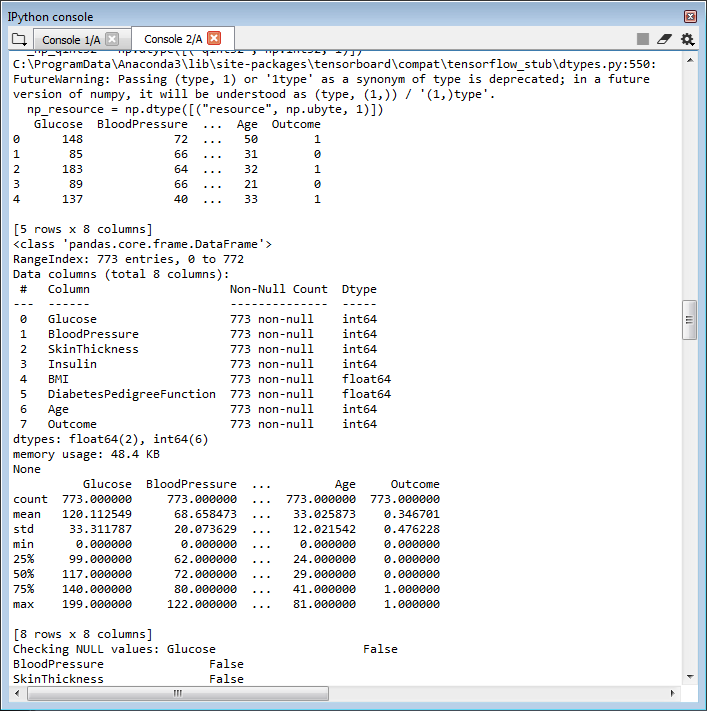 IPython console
Console 1/A
Console 2/A
_np_qint32 = np.dtype([("qint32", np.int32, 1)])
C:\ProgramData\Anaconda3\lib\site-packages\tensorboard\compat\tensorflow_stub\dtypes.py:550:
FutureWarning: Passing (type, 1) or '1type' as a synonym of type is deprecated; in a future
version of numpy, it will be understood as (type, (1,)) / '(1,)type'.
  np_resource = np.dtype([("resource", np.ubyte, 1)])
   Glucose  BloodPressure  ...  Age  Outcome
0      148             72  ...   50        1
1       85             66  ...   31        0
2      183             64  ...   32        1
3       89             66  ...   21        0
4      137             40  ...   33        1
[5 rows x 8 columns]
<class 'pandas.core.frame.DataFrame'>
RangeIndex: 773 entries, 0 to 772
Data columns (total 8 columns):
 #   Column                    Non-Null Count  Dtype
---  ------                    --------------  -----
 0   Glucose                   773 non-null    int64
 1   BloodPressure             773 non-null    int64
 2   SkinThickness             773 non-null    int64
 3   Insulin                   773 non-null    int64
 4   BMI                       773 non-null    float64
 5   DiabetesPedigreeFunction  773 non-null    float64
 6   Age                       773 non-null    int64
 7   Outcome                   773 non-null    int64
dtypes: float64(2), int64(6)
memory usage: 48.4 KB
None
          Glucose  BloodPressure  ...         Age     Outcome
count  773.000000     773.000000  ...  773.000000  773.000000
mean   120.112549      68.658473  ...   33.025873    0.346701
std     33.311787      20.073629  ...   12.021542    0.476228
min      0.000000       0.000000  ...    0.000000    0.000000
25%     99.000000      62.000000  ...   24.000000    0.000000
50%    117.000000      72.000000  ...   29.000000    0.000000
75%    140.000000      80.000000  ...   41.000000    1.000000
max    199.000000     122.000000  ...   81.000000    1.000000
[8 rows x 8 columns]
Checking NULL values: Glucose                     False
BloodPressure               False
SkinThickness               False